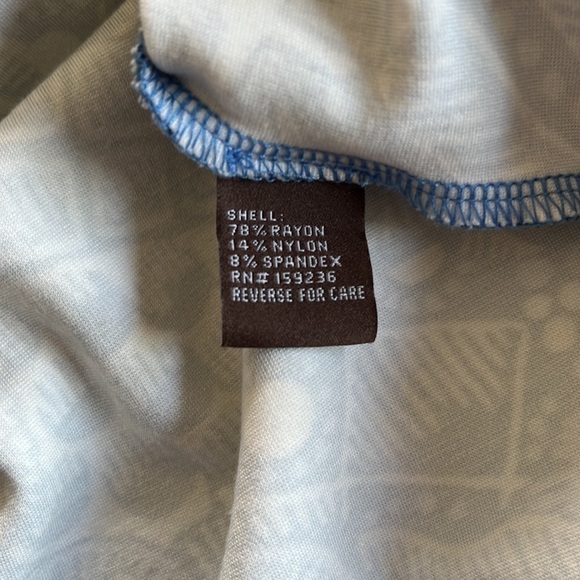 SHELL:
78% RAYON
14% NYLON
8% SPANDEX
RN# 159236
REVERSE FOR CARE